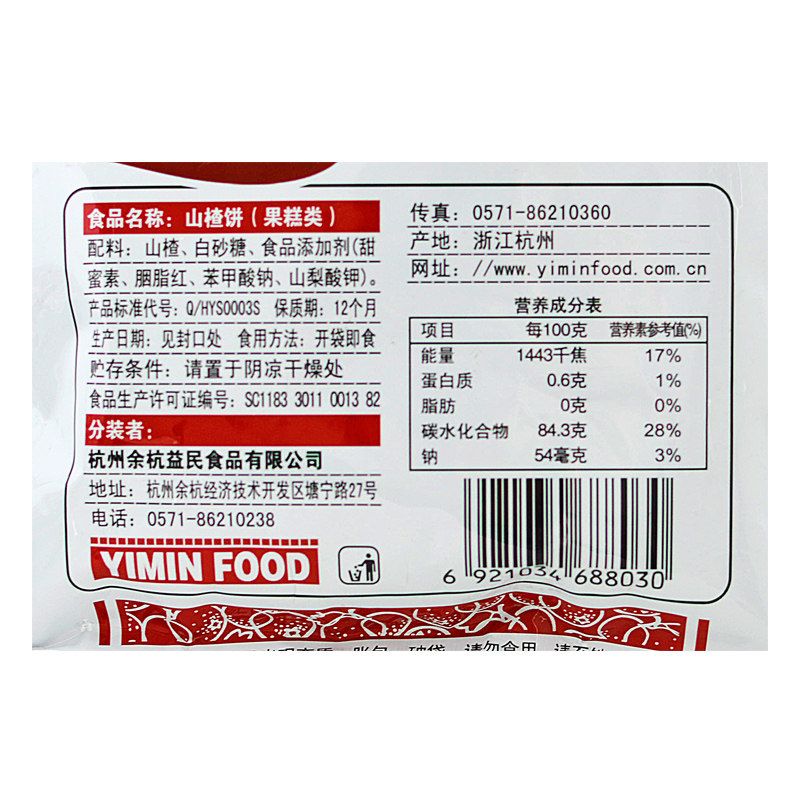 食品名称：山楂饼（果糕类）
配料：山楂、白砂糖、食品添加剂(甜
蜜素、胭脂红、苯甲酸钠、山梨酸钾)。
产品标准代号：Q/HYS0003S 保质期：12个月
生产日期：见封口处 食用方法：开袋即食
贮存条件：请置于阴凉干燥处
食品生产许可证编号：SC1183 3011 0013 82
分装者：
杭州余杭益民食品有限公司
地址：杭州余杭经济技术开发区塘宁路27号
电话：0571-86210238
YIMIN FOOD
传真：0571-86210360
产地：浙江杭州
网址：//www.yiminfood.com.cn
营养成分表
项目 每100克 营养素参考值(%)
能量 1443千焦 17%
蛋白质 0.6克 1%
脂肪 0克 0%
碳水化合物 84.3克 28%
钠 54毫克 3%
6 921034 688030
胀包、破袋、请勿食用